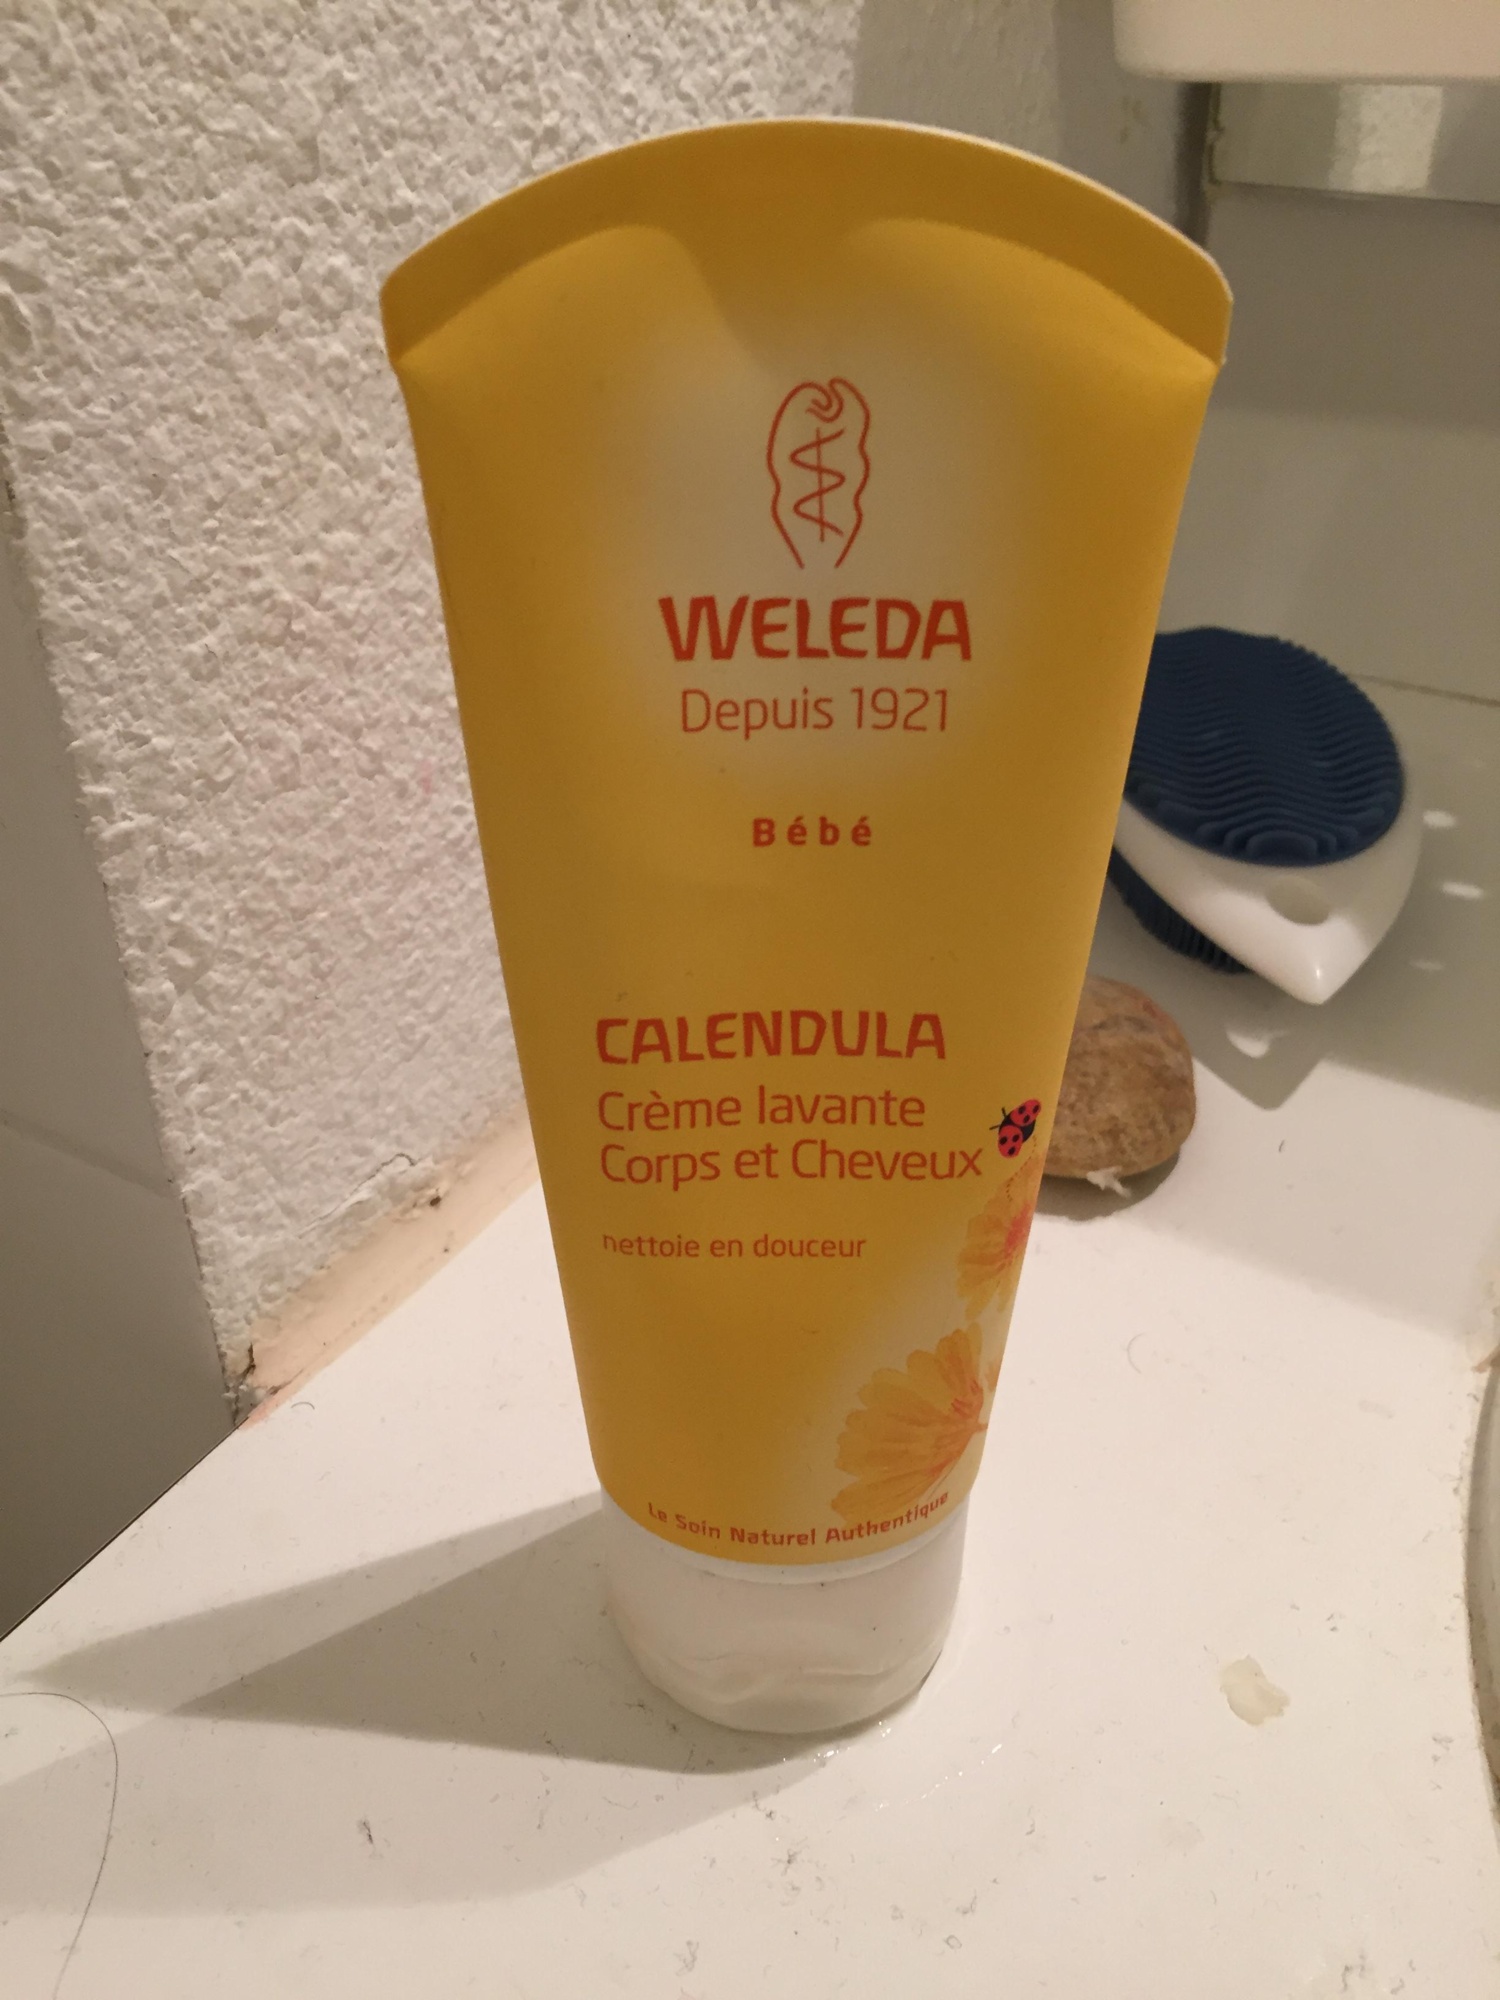 WELEDA
Depuis 1921
Bébé
CALENDULA
Crème lavante
Corps et Cheveux
nettoie en douceur
Le Soin Naturel Authentique